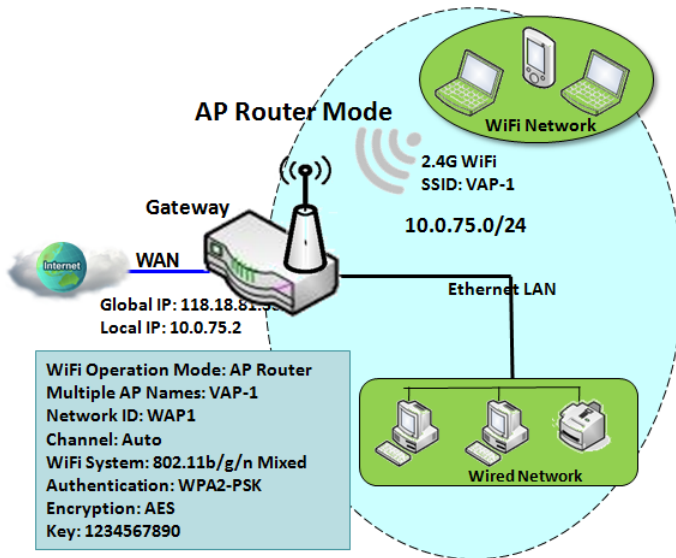 AP Router Mode
WiFi Network
2.4G WiFi
SSID: VAP-1
Gateway
10.0.75.0/24
Internet
WAN
Ethernet LAN
Global IP: 118.18.81.
Local IP: 10.0.75.2
WiFi Operation Mode: AP Router
Multiple AP Names: VAP-1
Network ID: WAP1
Channel: Auto
WiFi System: 802.11b/g/n Mixed
Authentication: WPA2-PSK
Encryption: AES
Key: 1234567890
Wired Network